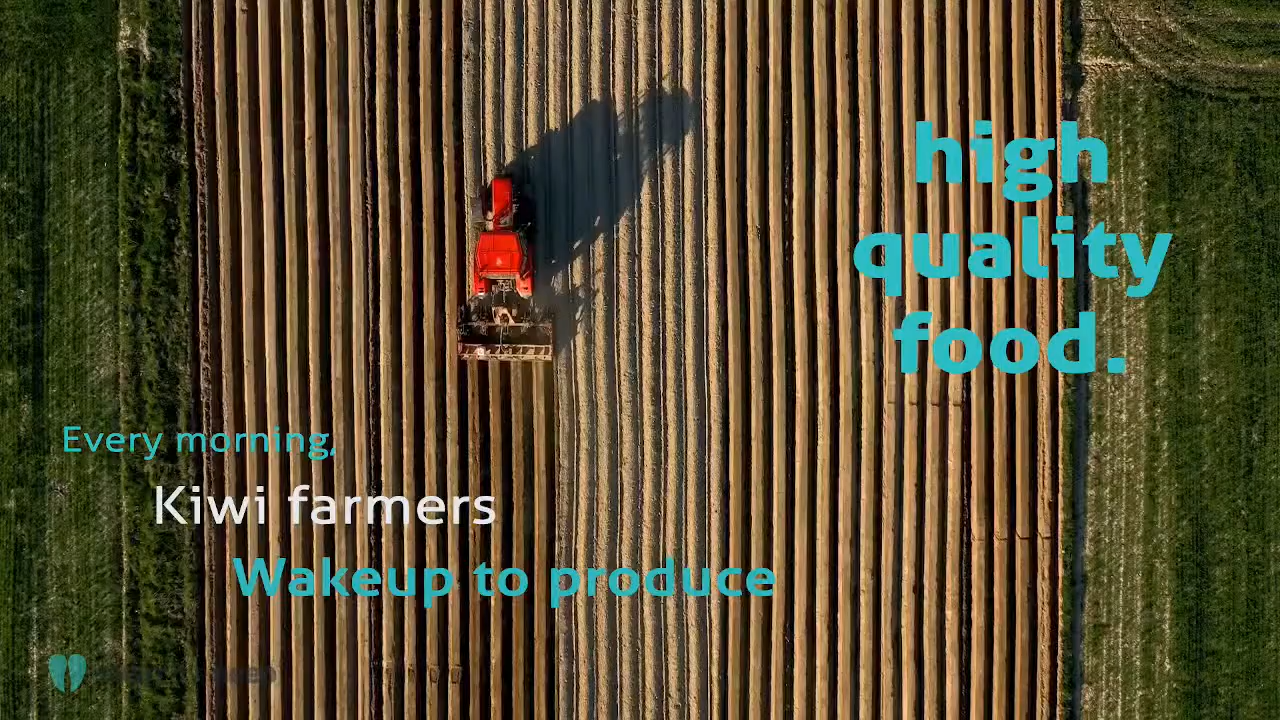 Every morning,
Kiwi farmers
Wakeup to produce
high
quality
food.